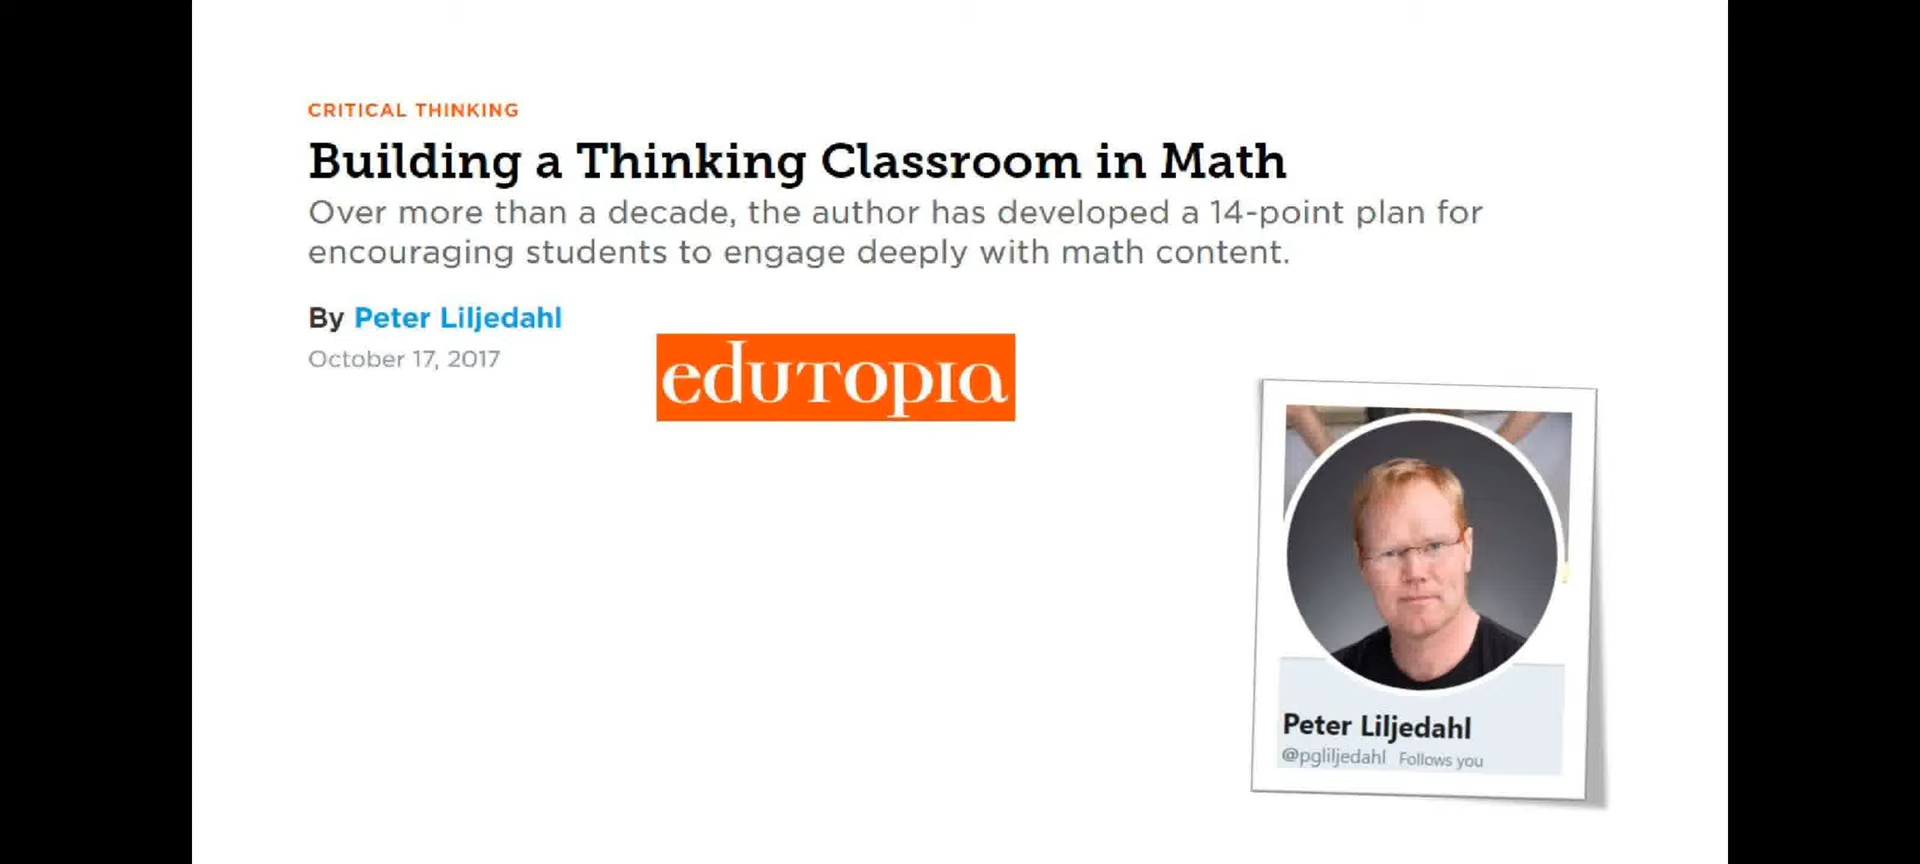 CRITICAL THINKING
Building a Thinking Classroom in Math
Over more than a decade, the author has developed a 14-point plan for
encouraging students to engage deeply with math content.
By Peter Liljedahl
October 17, 2017
edutopia
Peter Liljedahl
@pgliljedahl Follows you